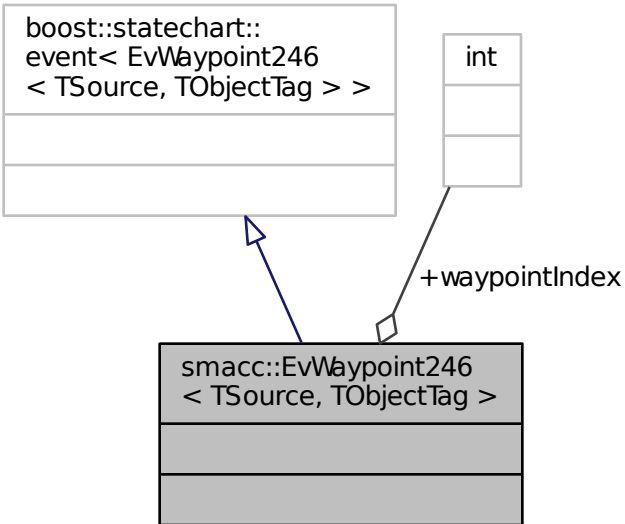 boost::statechart::
event< EvWaypoint246
< TSource, TObjectTag > >
int
+waypointIndex
smacc::EvWaypoint246
< TSource, TObjectTag >